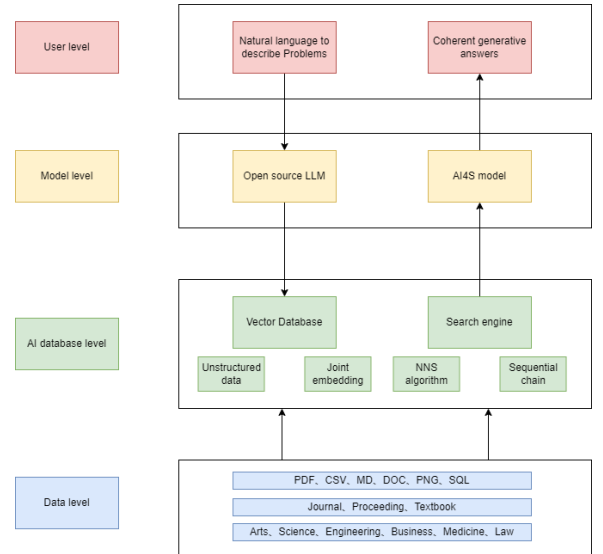 User level
Natural language to
describe Problems
Coherent generative
answers
Model level
Open source LLM
AI4S model
AI database level
Vector Database
Search engine
Unstructured
data
Joint
embedding
NNS
algorithm
Sequential
chain
Data level
PDF、CSV、MD、DOC、PNG、SQL
Journal、Proceeding、Textbook
Arts、Science、Engineering、Business、Medicine、Law